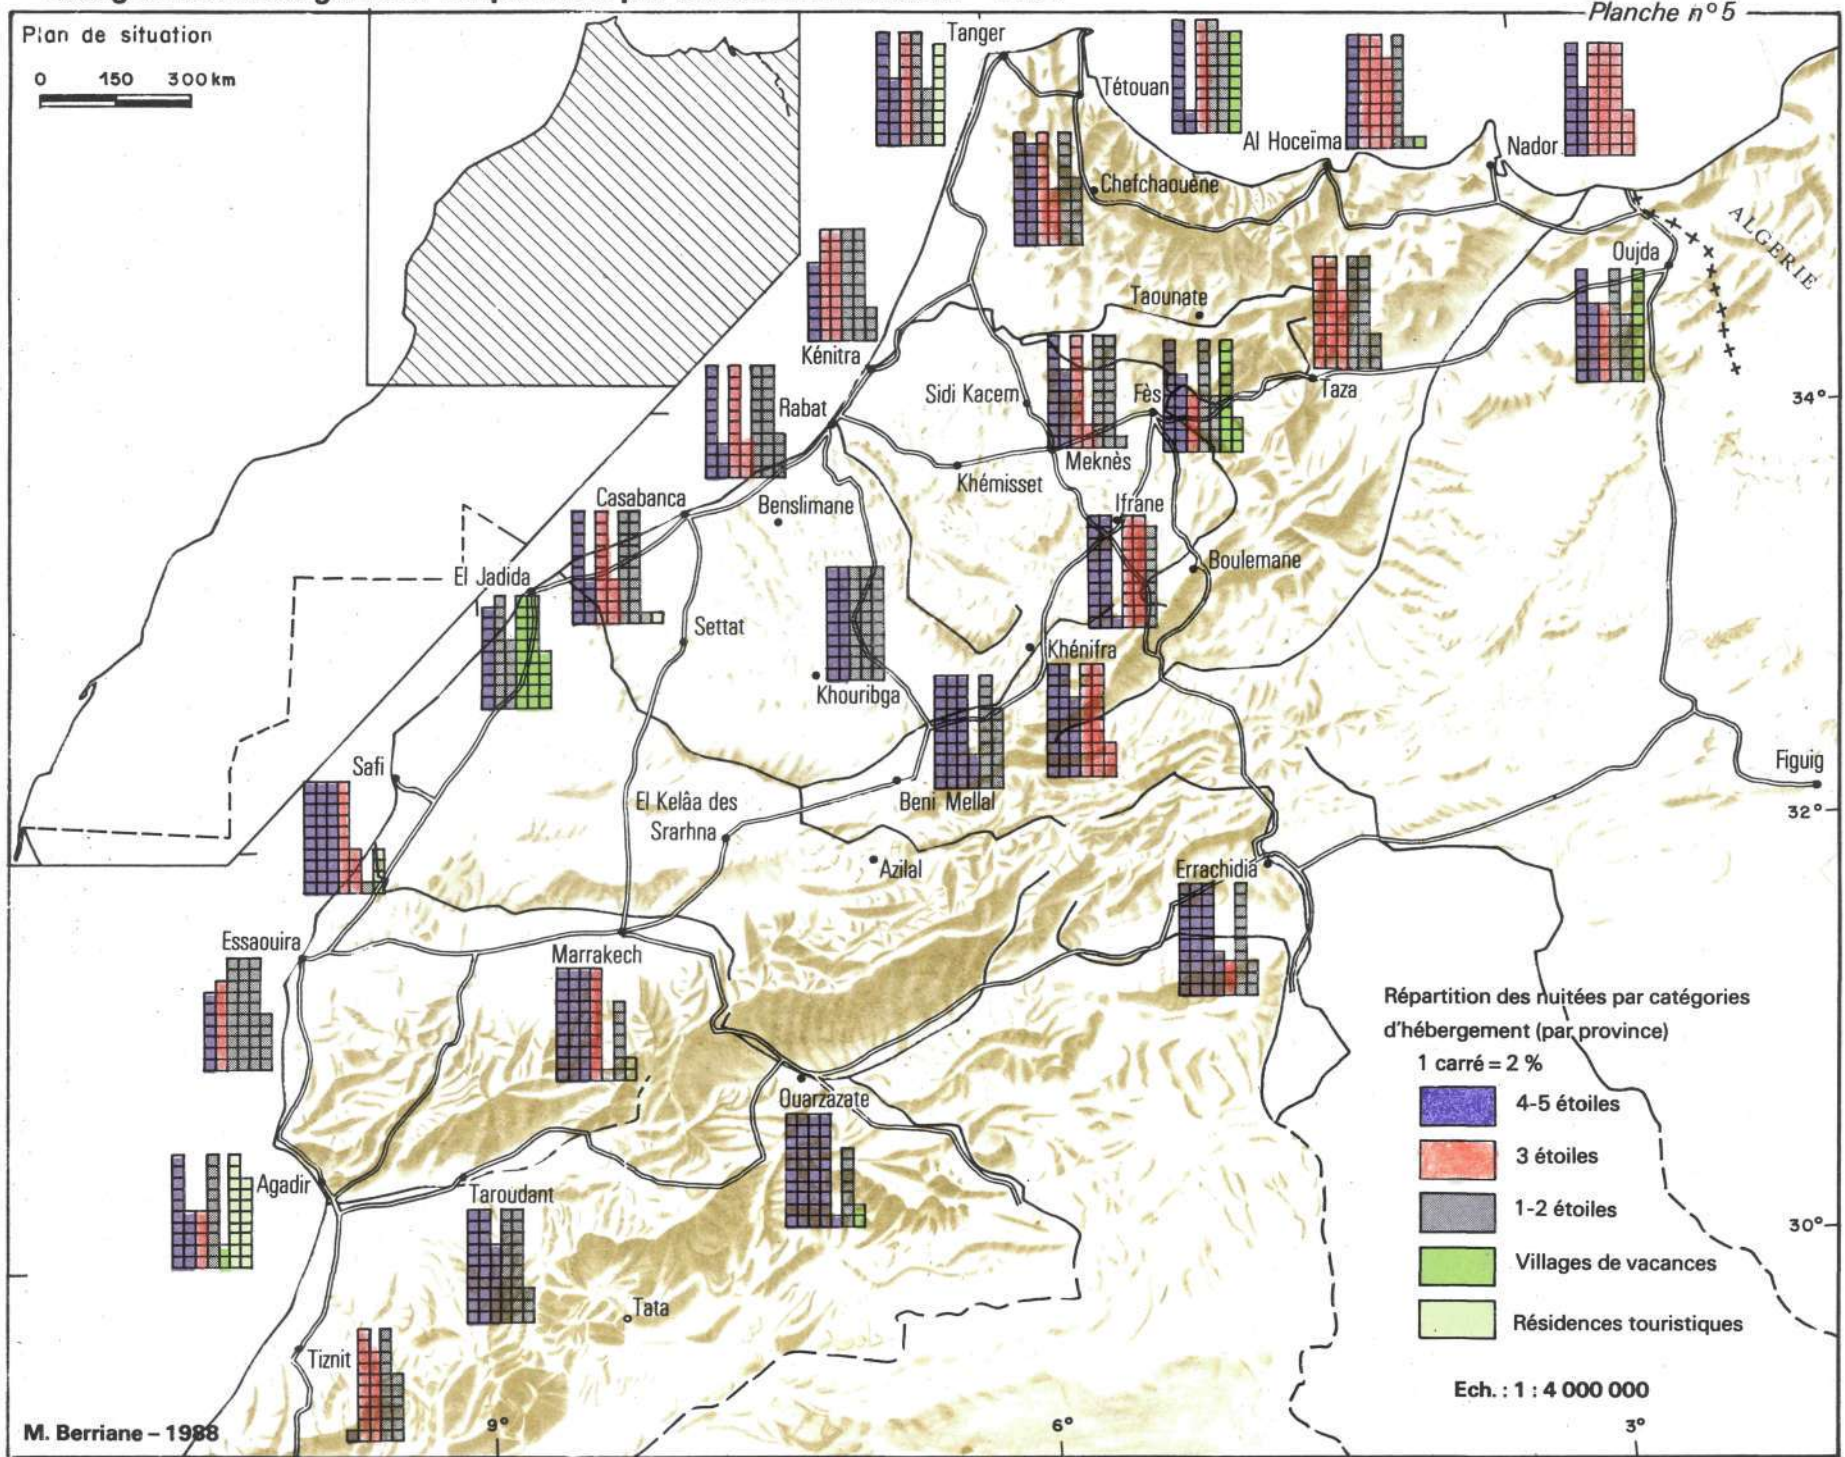 Planche n° 5
Plan de situation
0 150 300 km
Tanger
Tétouan
Al Hoceïma
Nador
Chefchaouène
ALGERIE
Oujda
Taounate
Kénitra
Sidi Kacem
Fès
Taza
34°
Rabat
Meknès
Khémisset
Casabanca
Benslimane
Ifrane
El Jadida
Boulemane
Settat
Khénifra
Khouribga
Safi
Figuig
El Kelâa des
Srarhna
Beni Mellal
32°
Azilal
Errachidia
Essaouira
Marrakech
Répartition des nuitées par catégories
d'hébergement (par province)
1 carré = 2 %
Ouarzazate
4-5 étoiles
3 étoiles
Agadir
Taroudant
1-2 étoiles
30°
Villages de vacances
Tata
Résidences touristiques
Tiznit
Ech. : 1 : 4 000 000
M. Berriane – 1988
9°
6°
3°